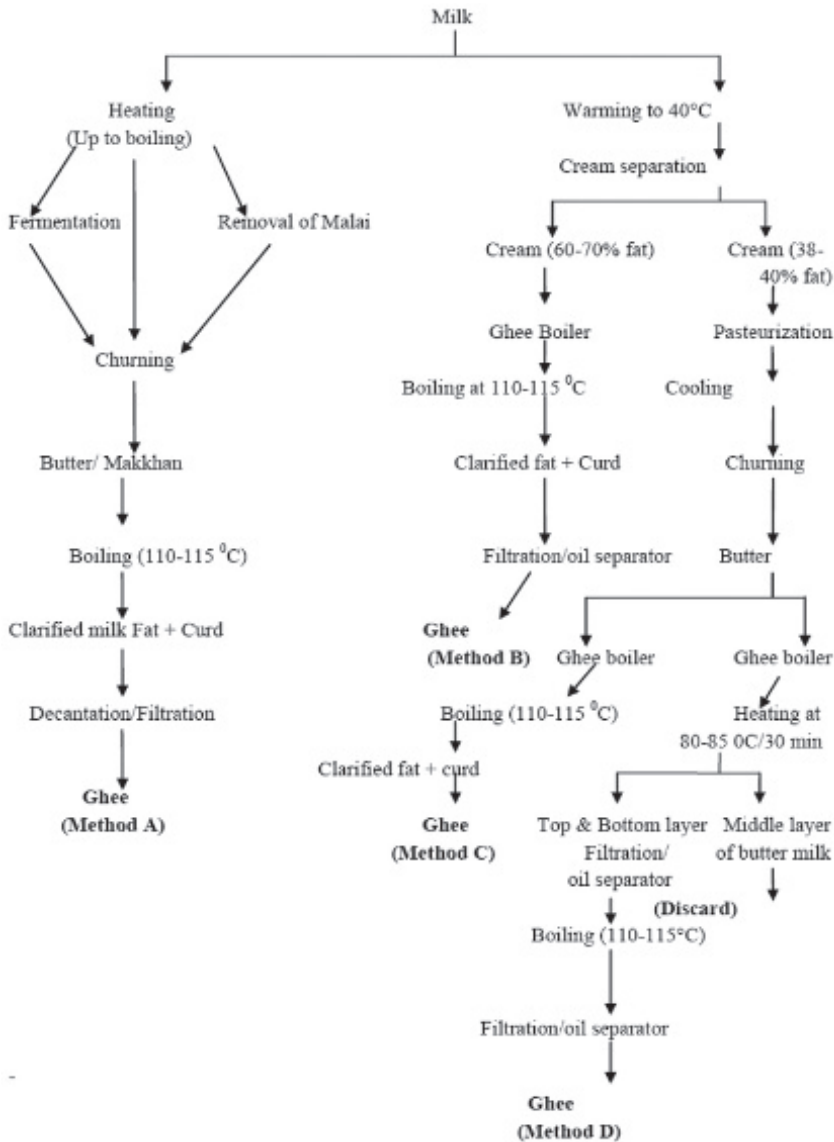 Milk
Heating
(Up to boiling)
Fermentation
Removal of Malai
Churning
Butter/ Makkhan
Boiling (110-115 ⁰C)
Clarified milk Fat + Curd
Decantation/Filtration
Ghee
(Method A)
Warming to 40°C
Cream separation
Cream (60-70% fat)
Ghee Boiler
Boiling at 110-115 ⁰C
Clarified fat + Curd
Filtration/oil separator
Ghee
(Method B)
Cream (38-
40% fat)
Pasteurization
Cooling
Churning
Butter
Ghee boiler
Boiling (110-115 ⁰C)
Clarified fat + curd
Ghee
(Method C)
Ghee boiler
Heating at
80-85 0C/30 min
Top & Bottom layer
Filtration/
oil separator
Boiling (110-115°C)
Filtration/oil separator
Ghee
(Method D)
Middle layer
of butter milk
(Discard)